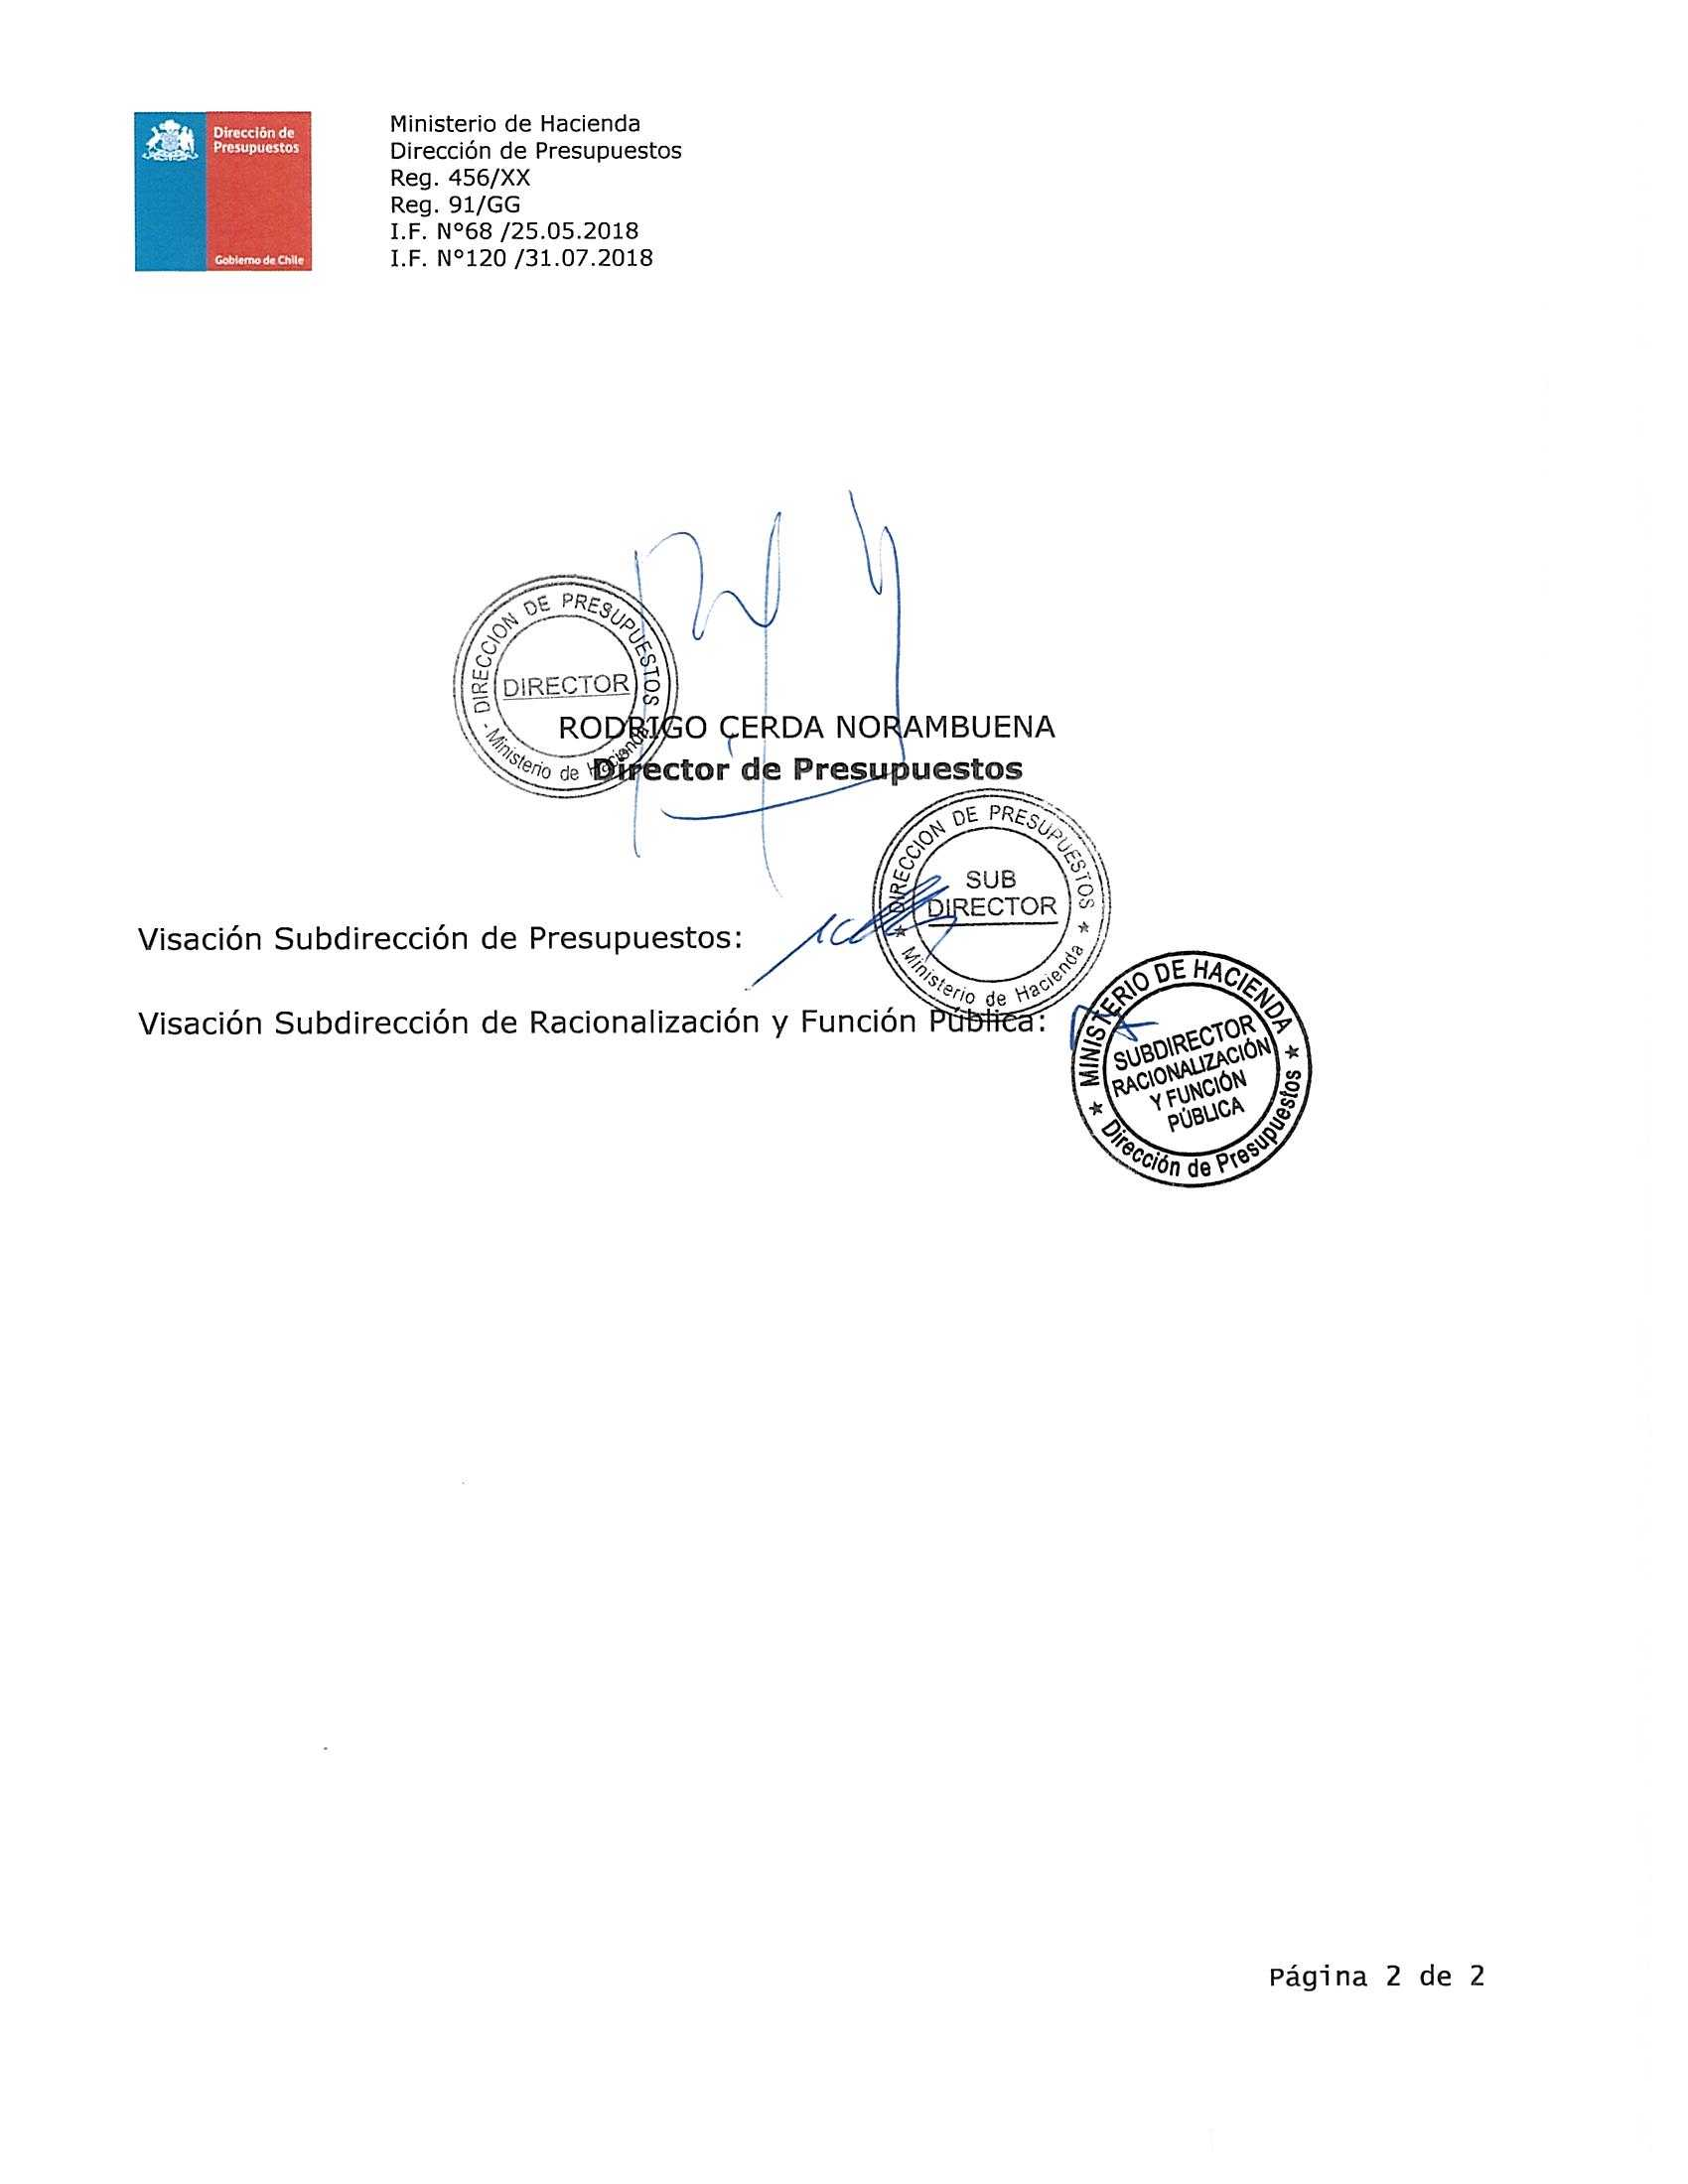 Dirección de
Presupuestos
Gobierno de Chile
Ministerio de Hacienda
Dirección de Presupuestos
Reg. 456/XX
Reg. 91/GG
I.F. N°68 /25.05.2018
I.F. N°120 /31.07.2018
DIRECCION DE PRESUPUESTOS
DIRECTOR
- Ministerio de Hacienda -
RODRIGO CERDA NORAMBUENA
Director de Presupuestos
DIRECCION DE PRESUPUESTOS
SUB
DIRECTOR
★ Ministerio de Hacienda ★
Visación Subdirección de Presupuestos:
Visación Subdirección de Racionalización y Función Pública:
MINISTERIO DE HACIENDA
SUBDIRECTOR
RACIONALIZACIÓN
Y FUNCIÓN
PÚBLICA
★ Dirección de Presupuestos ★
Página 2 de 2